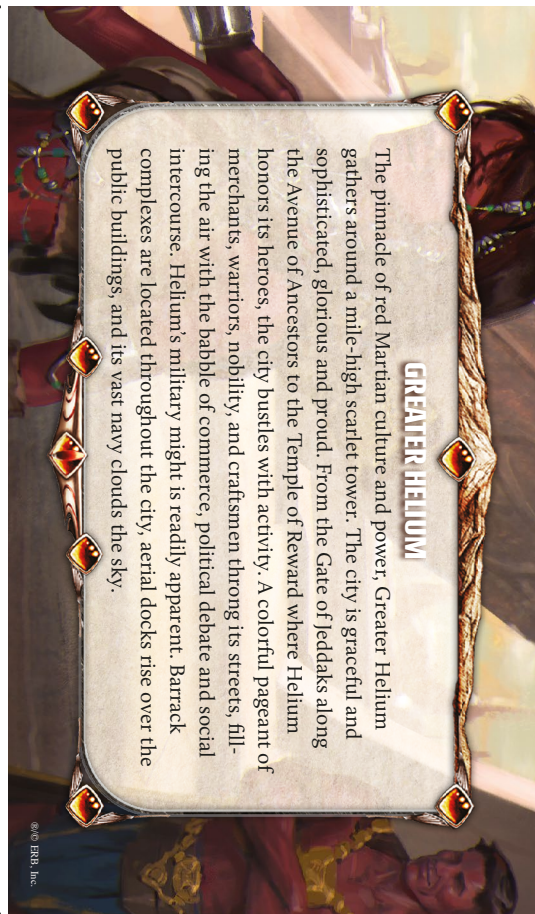 GREATER HELIUM
The pinnacle of red Martian culture and power, Greater Helium
gathers around a mile-high scarlet tower. The city is graceful and
sophisticated, glorious and proud. From the Gate of Jeddaks along
the Avenue of Ancestors to the Temple of Reward where Helium
honors its heroes, the city bustles with activity. A colorful pageant of
merchants, warriors, nobility, and craftsmen throng its streets, fill-
ing the air with the babble of commerce, political debate and social
intercourse. Helium's military might is readily apparent. Barrack
complexes are located throughout the city, aerial docks rise over the
public buildings, and its vast navy clouds the sky.
®/© ERB, Inc.